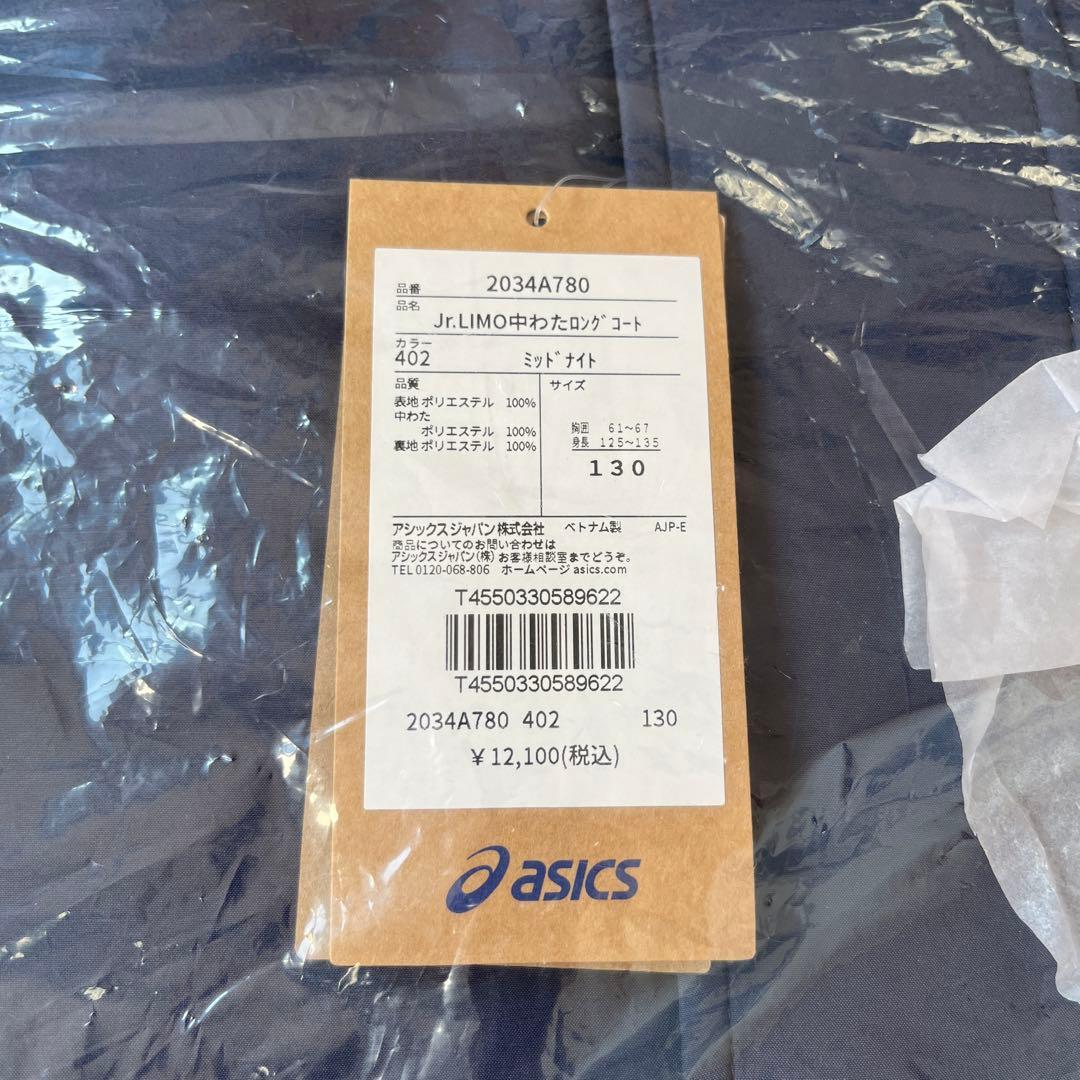 品番 2034A780
品名
Jr.LIMO中わたﾛﾝｸﾞｺｰﾄ
カラー
402 ﾐｯﾄﾞﾅｲﾄ
品質
表地 ポリエステル 100%
中わた
ポリエステル 100%
裏地 ポリエステル 100%
サイズ
胸囲 61～67
身長 125～135
130
アシックスジャパン株式会社 ベトナム製 AJP-E
商品についてのお問い合わせは
アシックスジャパン(株)お客様相談室までどうぞ。
TEL 0120-068-806 ホームページ asics.com
T4550330589622
T4550330589622
2034A780 402 130
¥12,100(税込)
asics